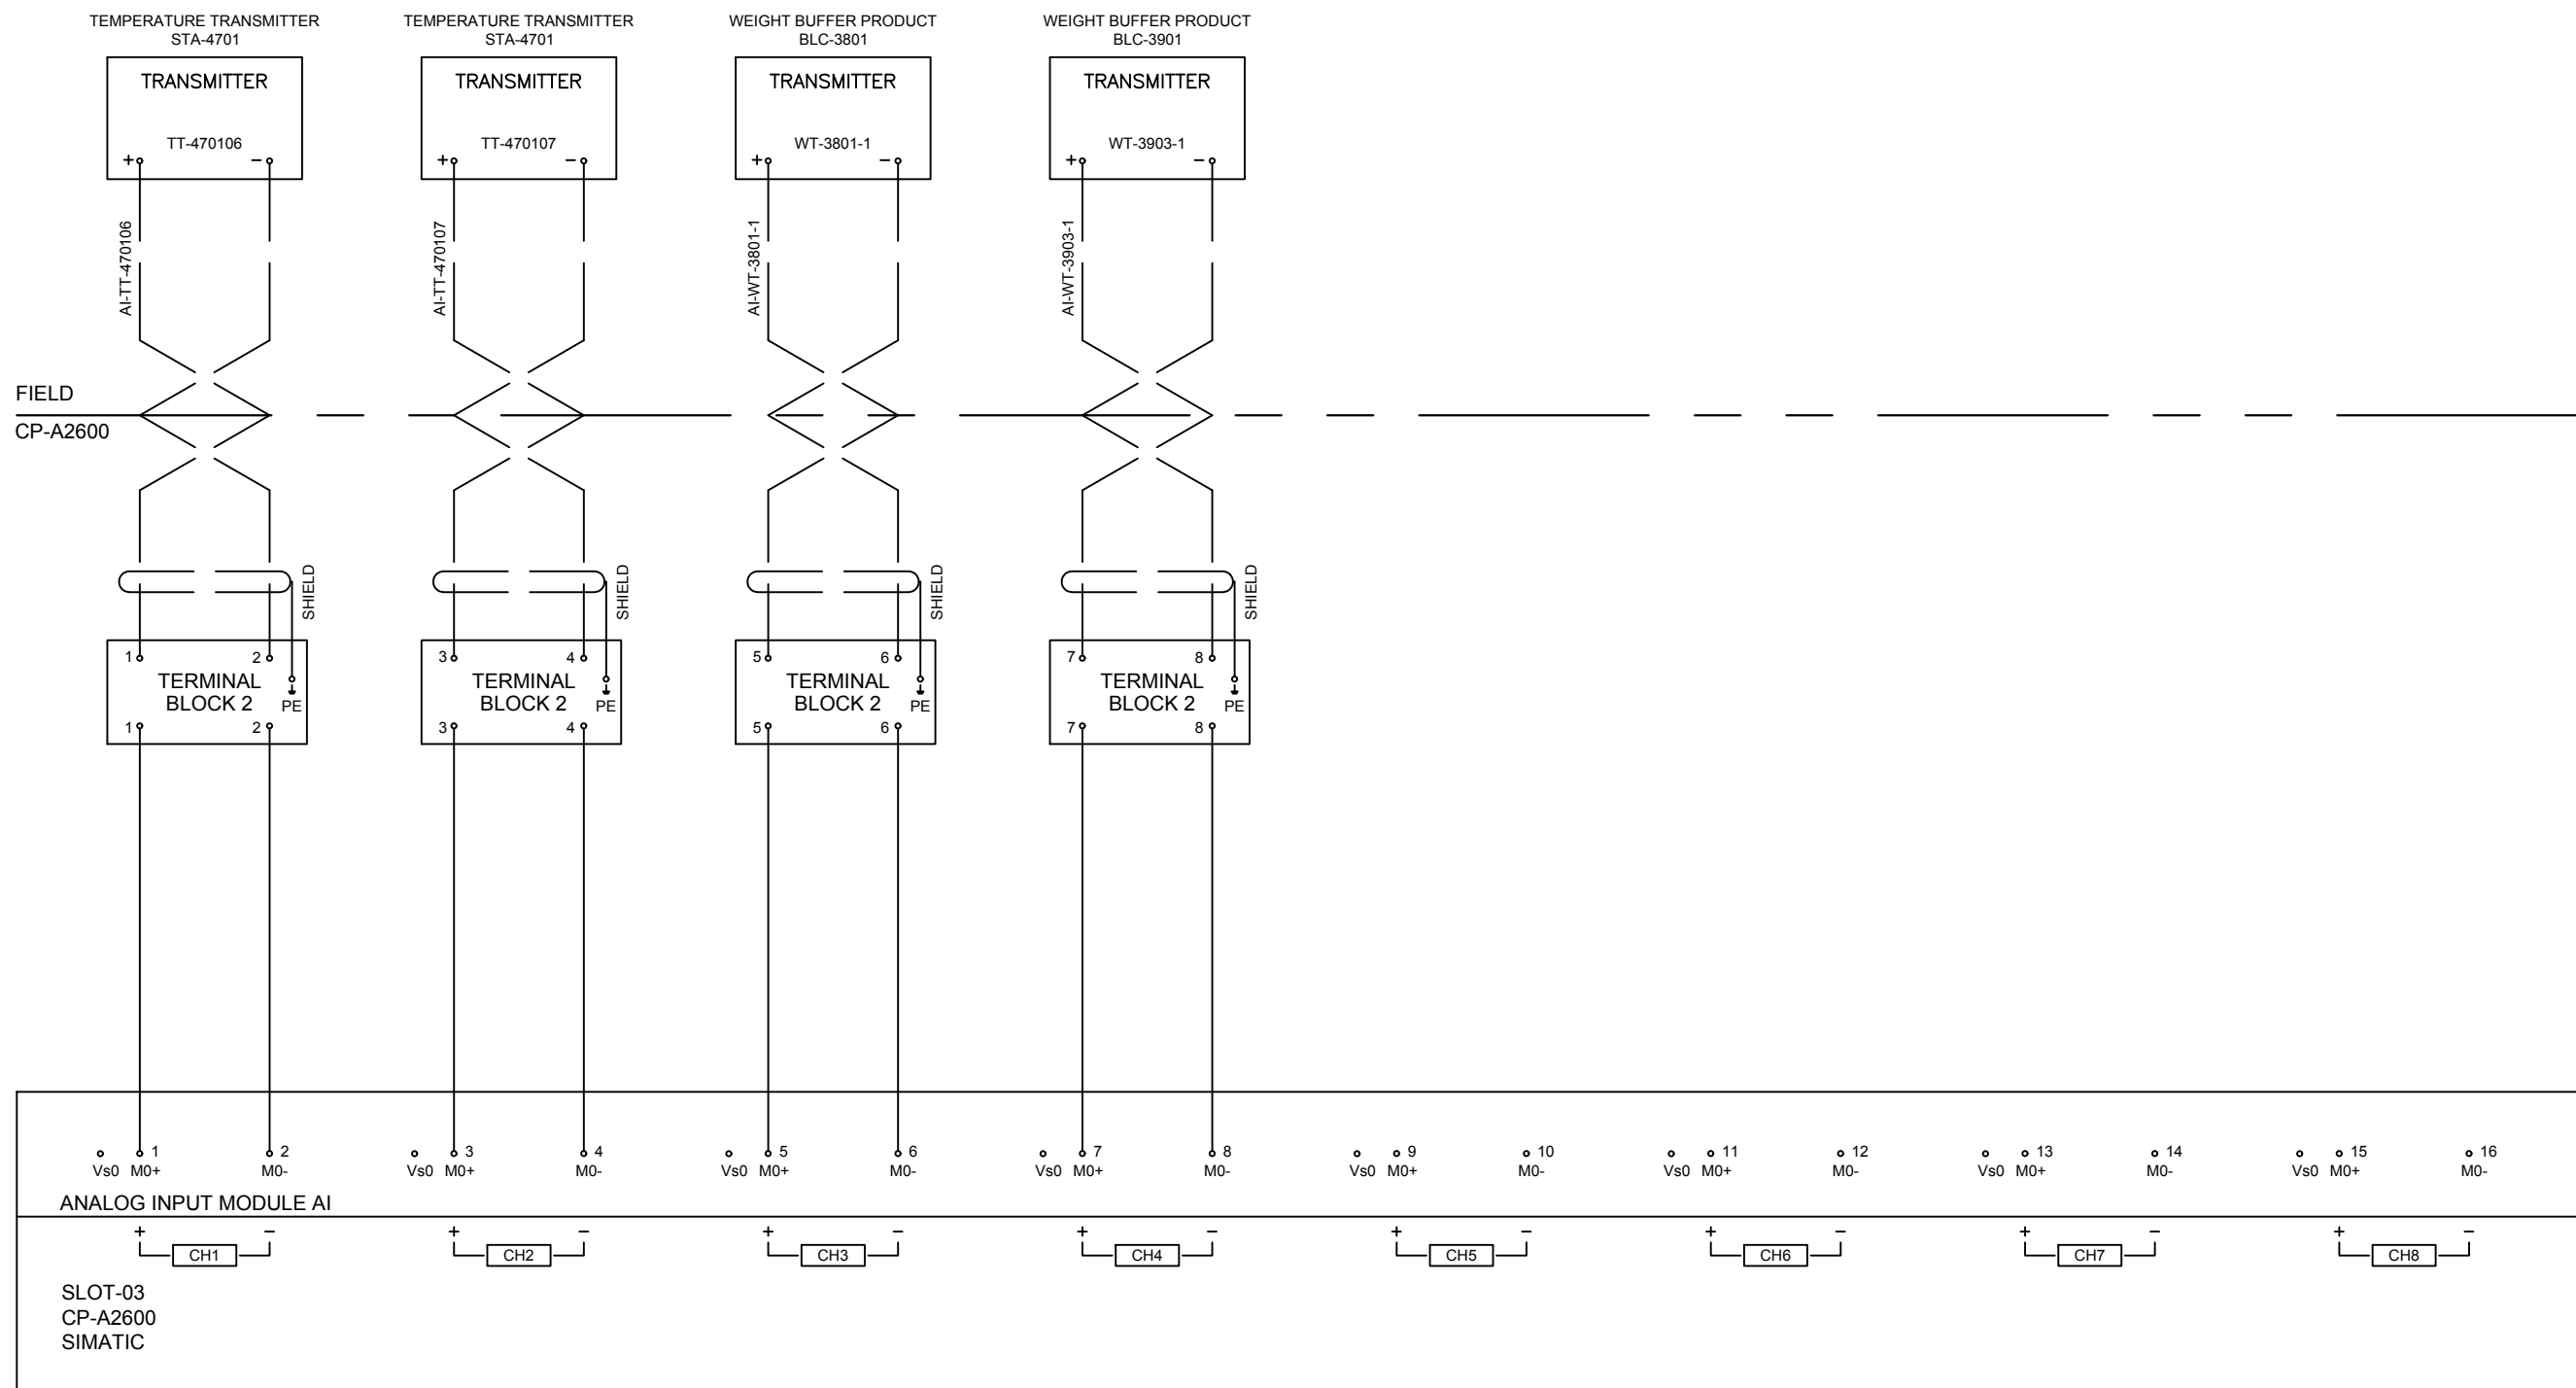 TEMPERATURE TRANSMITTER
STA-4701
TEMPERATURE TRANSMITTER
STA-4701
WEIGHT BUFFER PRODUCT
BLC-3801
WEIGHT BUFFER PRODUCT
BLC-3901
TRANSMITTER
TT-470106
+ −
TRANSMITTER
TT-470107
+ −
TRANSMITTER
WT-3801-1
+ −
TRANSMITTER
WT-3903-1
+ −
AI-TT-470106
AI-TT-470107
AI-WT-3801-1
AI-WT-3903-1
FIELD
CP-A2600
SHIELD
SHIELD
SHIELD
SHIELD
1 2
TERMINAL
BLOCK 2
PE
1 2
3 4
TERMINAL
BLOCK 2
PE
3 4
5 6
TERMINAL
BLOCK 2
PE
5 6
7 8
TERMINAL
BLOCK 2
PE
7 8
1 2 3 4 5 6 7 8 9 10 11 12 13 14 15 16
Vs0 M0+ M0- Vs0 M0+ M0- Vs0 M0+ M0- Vs0 M0+ M0- Vs0 M0+ M0- Vs0 M0+ M0- Vs0 M0+ M0- Vs0 M0+ M0-
ANALOG INPUT MODULE AI
+ − + − + − + − + − + − + − + −
CH1 CH2 CH3 CH4 CH5 CH6 CH7 CH8
SLOT-03
CP-A2600
SIMATIC